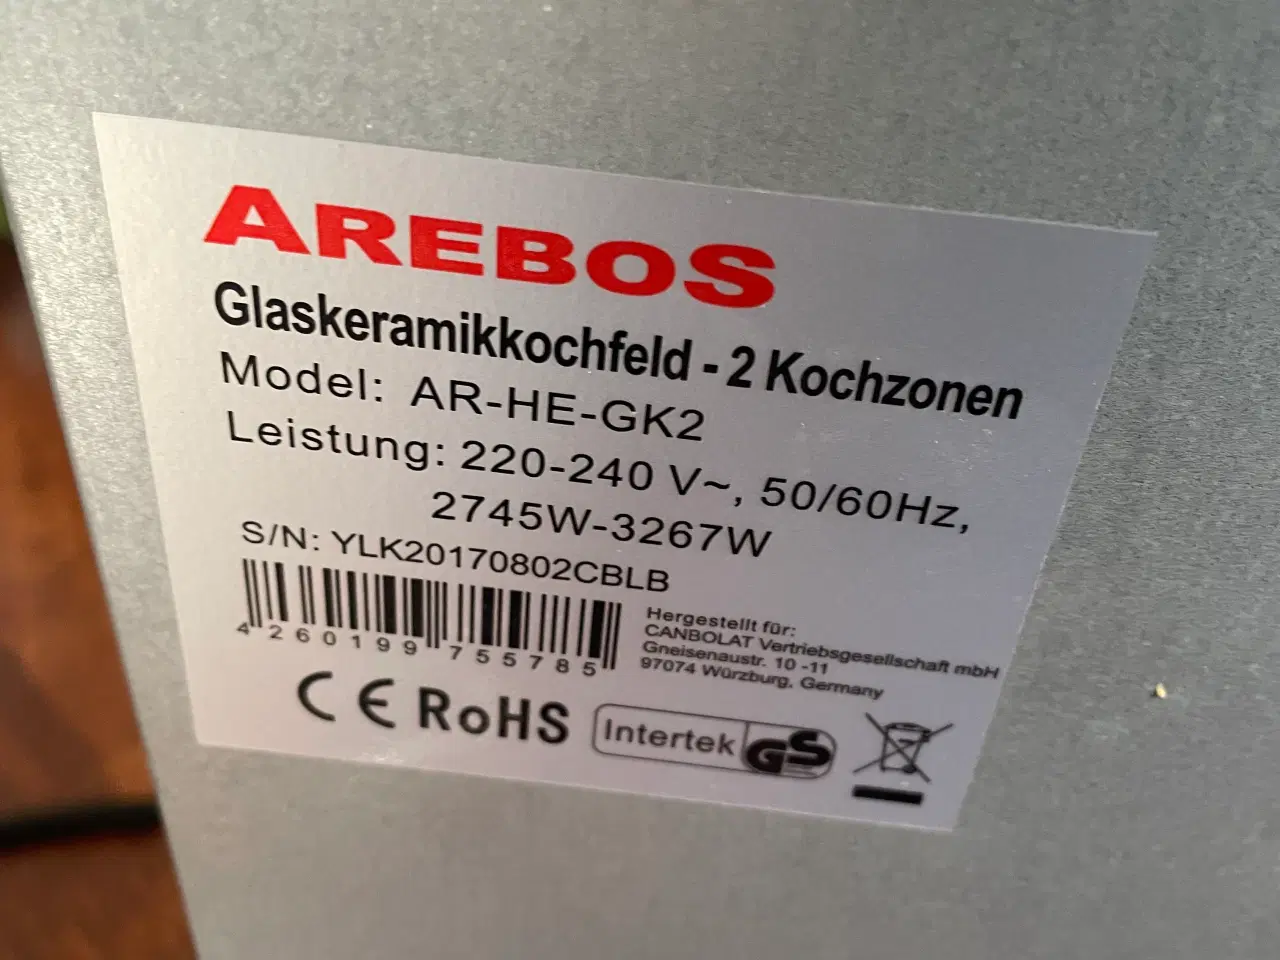 AREBOS
Glaskeramikkochfeld - 2 Kochzonen
Model: AR-HE-GK2
Leistung: 220-240 V~, 50/60Hz,
2745W-3267W
S/N: YLK20170802CBLB
4 260199 755785
Hergestellt für:
CANBOLAT Vertriebsgesellschaft mbH
Gneisenaustr. 10 -11
97074 Würzburg, Germany
CE RoHS Intertek GS